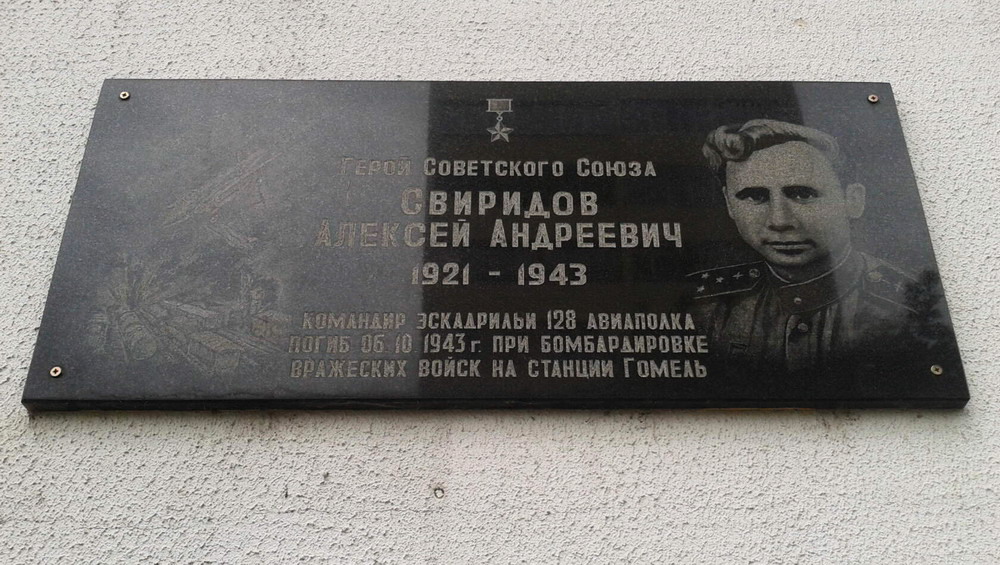 Герой Советского Союза
Свиридов
Алексей Андреевич
1921 - 1943
командир эскадрильи 128 авиаполка
погиб 06.10 1943 г. при бомбардировке
вражеских войск на станции Гомель